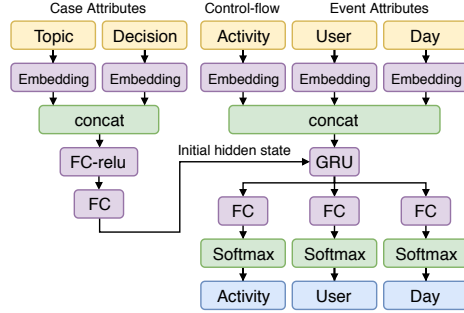 Case Attributes Control-flow Event Attributes
Topic Decision Activity User Day
Embedding Embedding Embedding Embedding Embedding
concat concat
FC-relu Initial hidden state GRU
FC FC FC FC
Softmax Softmax Softmax
Activity User Day